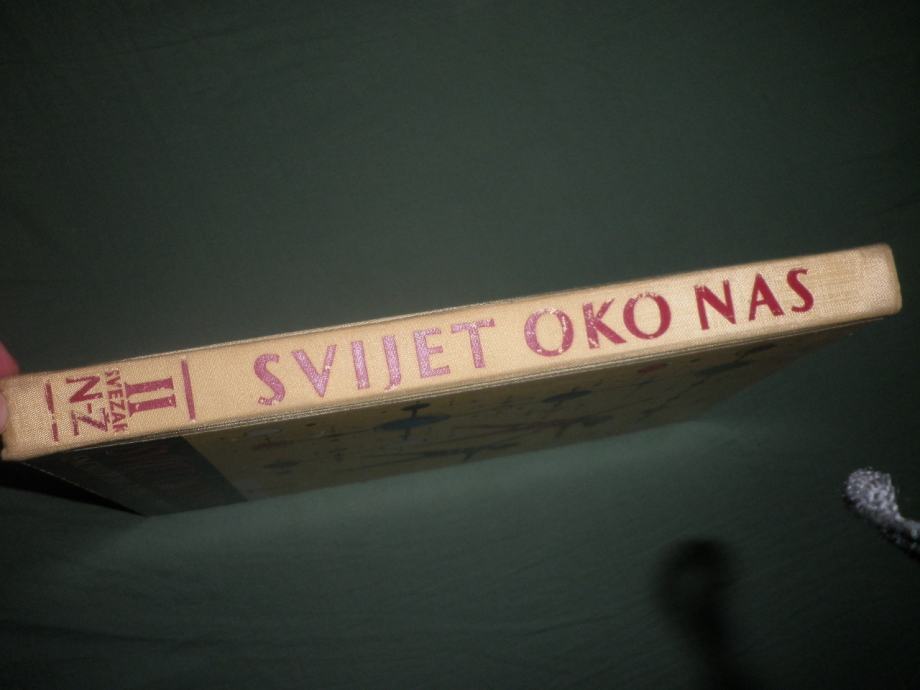 SVIJET OKO NAS
II
SVEZAK
N-Ž